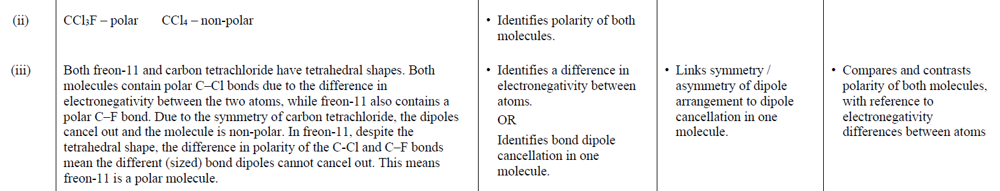 (ii)
CCl₃F – polar CCl₄ – non-polar
• Identifies polarity of both
molecules.
(iii)
Both freon-11 and carbon tetrachloride have tetrahedral shapes. Both
molecules contain polar C–Cl bonds due to the difference in
electronegativity between the two atoms, while freon-11 also contains a
polar C–F bond. Due to the symmetry of carbon tetrachloride, the dipoles
cancel out and the molecule is non-polar. In freon-11, despite the
tetrahedral shape, the difference in polarity of the C-Cl and C–F bonds
mean the different (sized) bond dipoles cannot cancel out. This means
freon-11 is a polar molecule.
• Identifies a difference in
electronegativity between
atoms.
OR
Identifies bond dipole
cancellation in one
molecule.
• Links symmetry /
asymmetry of dipole
arrangement to dipole
cancellation in one
molecule.
• Compares and contrasts
polarity of both molecules,
with reference to
electronegativity
differences between atoms